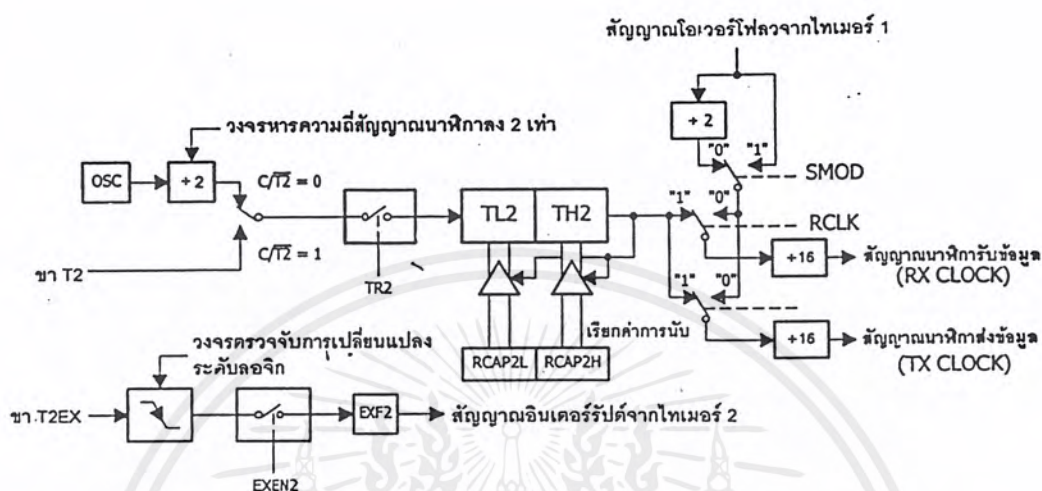 สัญญาณโอเวอร์โฟลวจากไทเมอร์ 1
÷ 2
"0" "1"
SMOD
วงจรหารความถี่สัญญาณนาฬิกาลง 2 เท่า
OSC
÷ 2
C/T̅2̅ = 0
C/T̅2̅ = 1
ขา T2
TR2
TL2
TH2
"1" "0"
RCLK
÷16
สัญญาณนาฬิการับข้อมูล
(RX CLOCK)
"1" "0"
÷16
สัญญาณนาฬิกาส่งข้อมูล
(TX CLOCK)
เรียกค่าการนับ
RCAP2L
RCAP2H
วงจรตรวจจับการเปลี่ยนแปลง
ระดับลอจิก
ขา T2EX
EXEN2
EXF2
สัญญาณอินเตอร์รัปต์จากไทเมอร์ 2